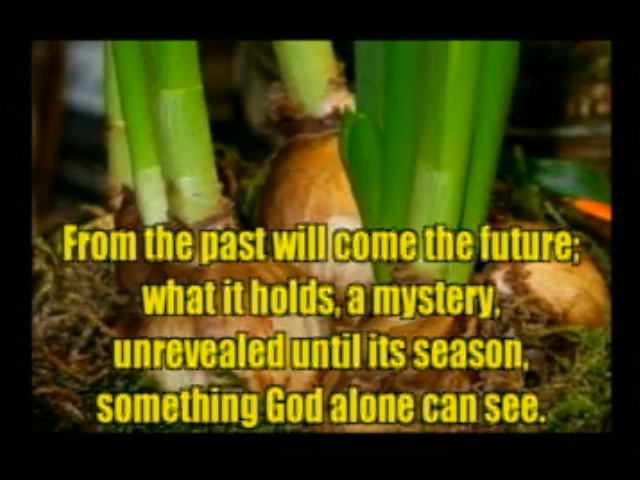 From the past will come the future;
what it holds, a mystery,
unrevealed until its season,
something God alone can see.